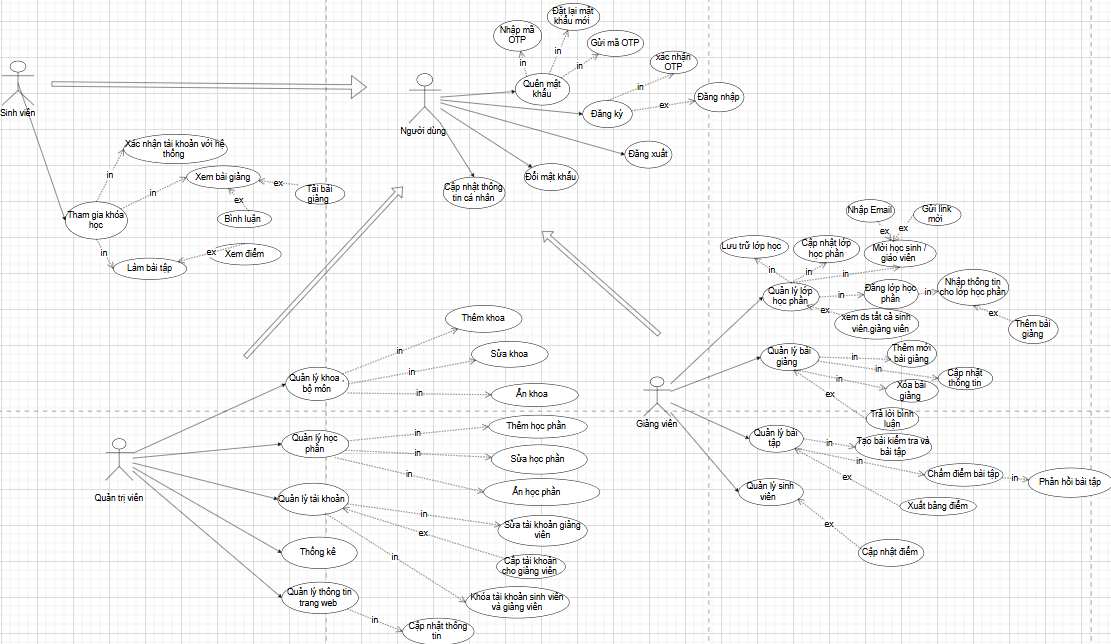 Đặt lại mật
khẩu mới
Nhập mã
OTP
Gửi mã OTP
in
in
in
xác nhận
OTP
Quên mật
khẩu
in
ex
Đăng nhập
Đăng ký
Sinh viên
Người dùng
Đăng xuất
Đổi mật khẩu
Cập nhật thông
tin cá nhân
Xác nhận tài khoản với hệ
thống
in
Xem bài giảng
ex
Tải bài
giảng
in
ex
Bình luận
Tham gia khóa
học
in
ex
Xem điểm
Làm bài tập
Nhập Email
Gửi link
mới
ex
ex
Lưu trữ lớp học
Cập nhật lớp
học phần
Mời học sinh /
giáo viên
in
in
in
Quản lý lớp
học phần
in
Đăng lớp học
phần
in
Nhập thông tin
cho lớp học phần
ex
xem ds tất cả sinh
viên.giảng viên
ex
Thêm bài
giảng
Quản lý bài
giảng
in
Thêm mới
bài giảng
in
Cập nhật
thông tin
in
Xóa bài
giảng
ex
Trả lời bình
luận
Giảng viên
Quản lý bài
tập
in
Tạo bài kiểm tra và
bài tập
in
Chấm điểm bài tập
in
Phản hồi bài tập
ex
Xuất bảng điểm
Quản lý sinh
viên
ex
Cập nhật điểm
Thêm khoa
in
Sửa khoa
in
Quản lý khoa ,
bộ môn
in
Ẩn khoa
Quản lý học
phần
in
Thêm học phần
in
Sửa học phần
in
Ẩn học phần
Quản trị viên
Quản lý tài khoản
in
Sửa tài khoản giảng
viên
ex
Cấp tài khoản
cho giảng viên
in
Khóa tài khoản sinh viên
và giảng viên
Thống kê
Quản lý thông tin
trang web
in
Cập nhật thông
tin